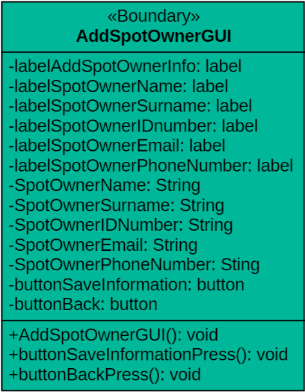 «Boundary»
AddSpotOwnerGUI
-labelAddSpotOwnerInfo: label
-labelSpotOwnerName: label
-labelSpotOwnerSurname: label
-labelSpotOwnerIDnumber: label
-labelSpotOwnerEmail: label
-labelSpotOwnerPhoneNumber: label
-SpotOwnerName: String
-SpotOwnerSurname: String
-SpotOwnerIDNumber: String
-SpotOwnerEmail: String
-SpotOwnerPhoneNumber: Sting
-buttonSaveInformation: button
-buttonBack: button
+AddSpotOwnerGUI(): void
+buttonSaveInformationPress(): void
+buttonBackPress(): void